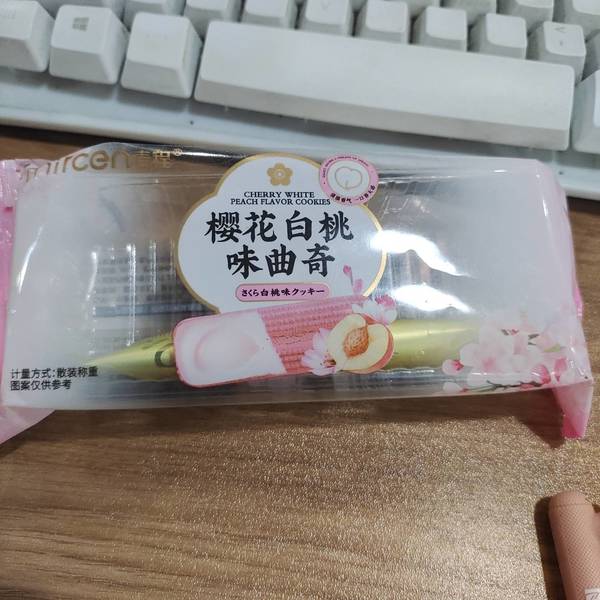 CHERRY WHITE
PEACH FLAVOR COOKIES
樱花白桃
味曲奇
さくら白桃味クッキー
计量方式:散装称重
图案仅供参考